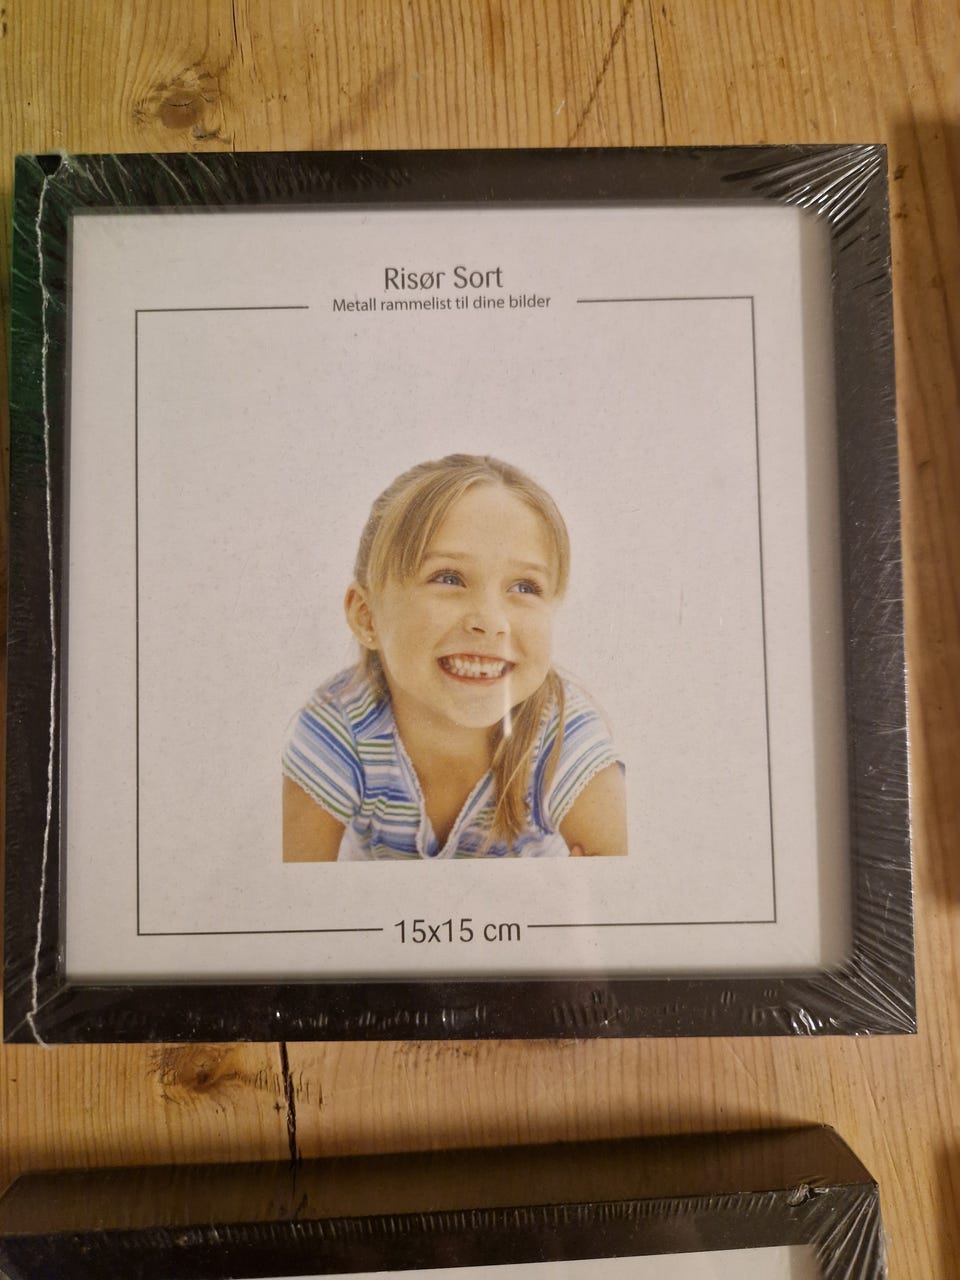 Risør Sort
Metall rammelist til dine bilder
15x15 cm